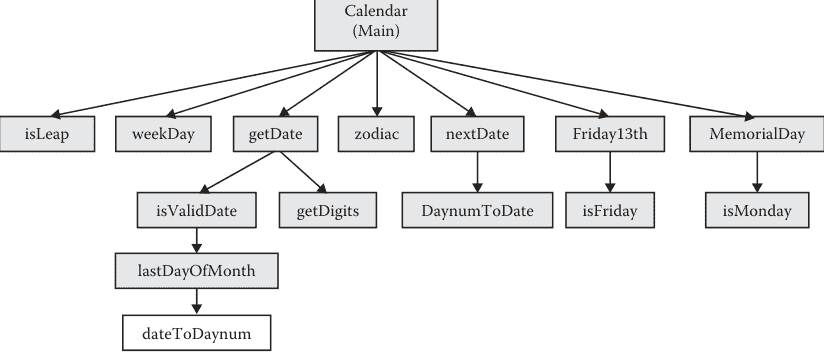 Calendar
(Main)
isLeap
weekDay
getDate
zodiac
nextDate
Friday13th
MemorialDay
isValidDate
getDigits
DaynumToDate
isFriday
isMonday
lastDayOfMonth
dateToDaynum